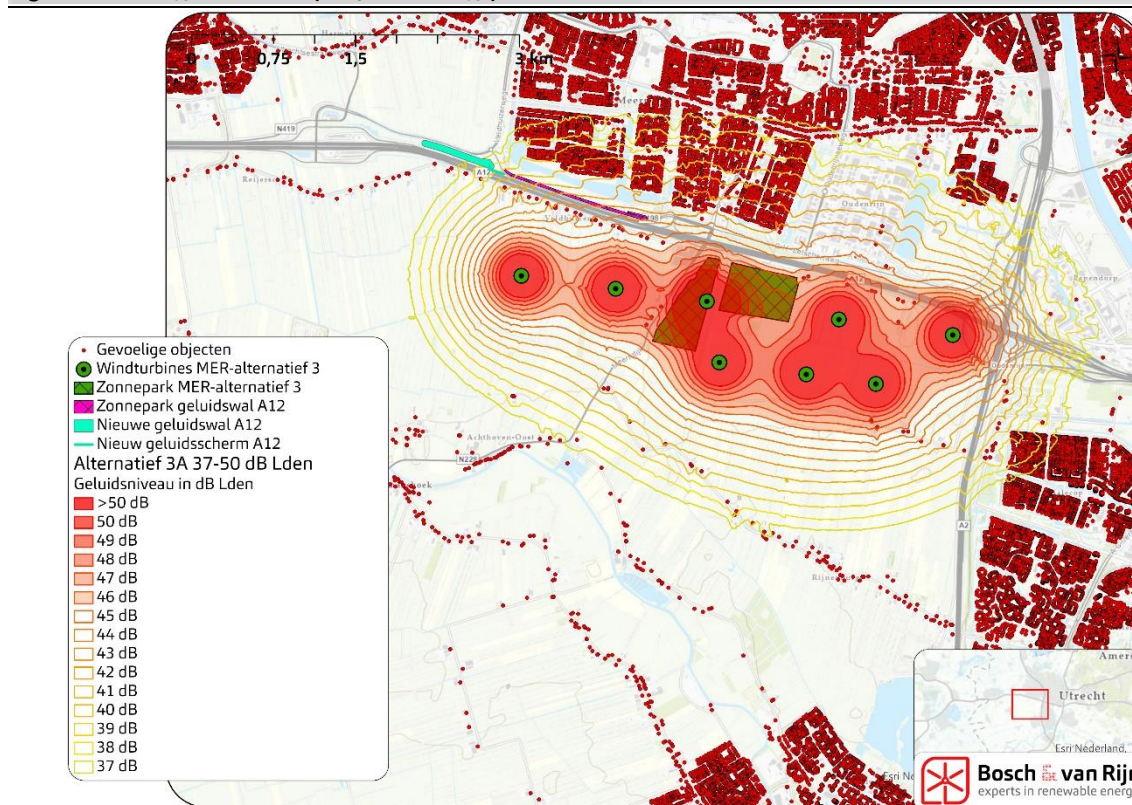 0 0,75 1,5 3 km
N419
Meern
A12
Oudenrijn
Papendorp
Achthoven-Oost
Gevoelige objecten
Windturbines MER-alternatief 3
Zonnepark MER-alternatief 3
Zonnepark geluidswal A12
Nieuwe geluidswal A12
Nieuw geluidsscherm A12
Alternatief 3A 37-50 dB Lden
Geluidsniveau in dB Lden
>50 dB
50 dB
49 dB
48 dB
47 dB
46 dB
45 dB
44 dB
43 dB
42 dB
41 dB
40 dB
39 dB
38 dB
37 dB
A2
Utrecht
Esri Nederland,
Bosch & van Rijn
experts in renewable energ